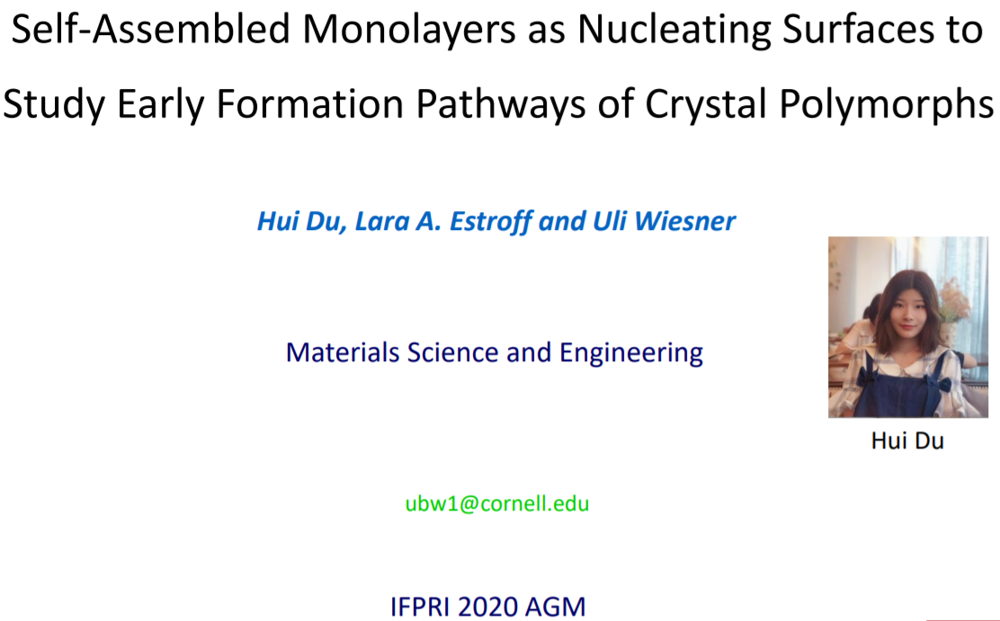 Self-Assembled Monolayers as Nucleating Surfaces to
Study Early Formation Pathways of Crystal Polymorphs
Hui Du, Lara A. Estroff and Uli Wiesner
Materials Science and Engineering
Hui Du
ubw1@cornell.edu
IFPRI 2020 AGM